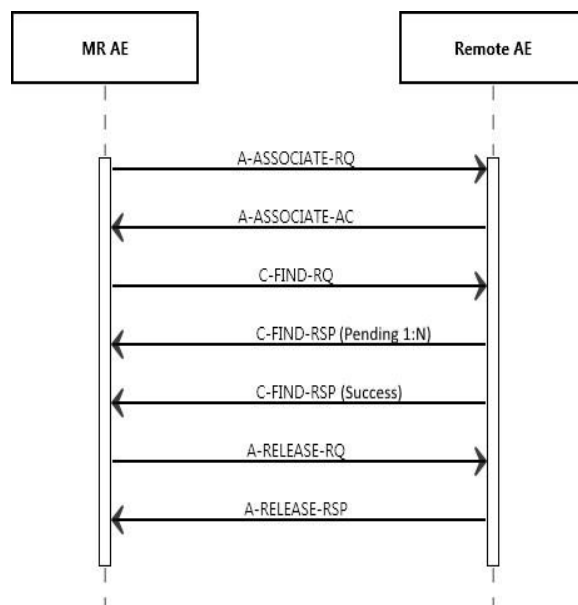 MR AE
Remote AE
A-ASSOCIATE-RQ
A-ASSOCIATE-AC
C-FIND-RQ
C-FIND-RSP (Pending 1:N)
C-FIND-RSP (Success)
A-RELEASE-RQ
A-RELEASE-RSP